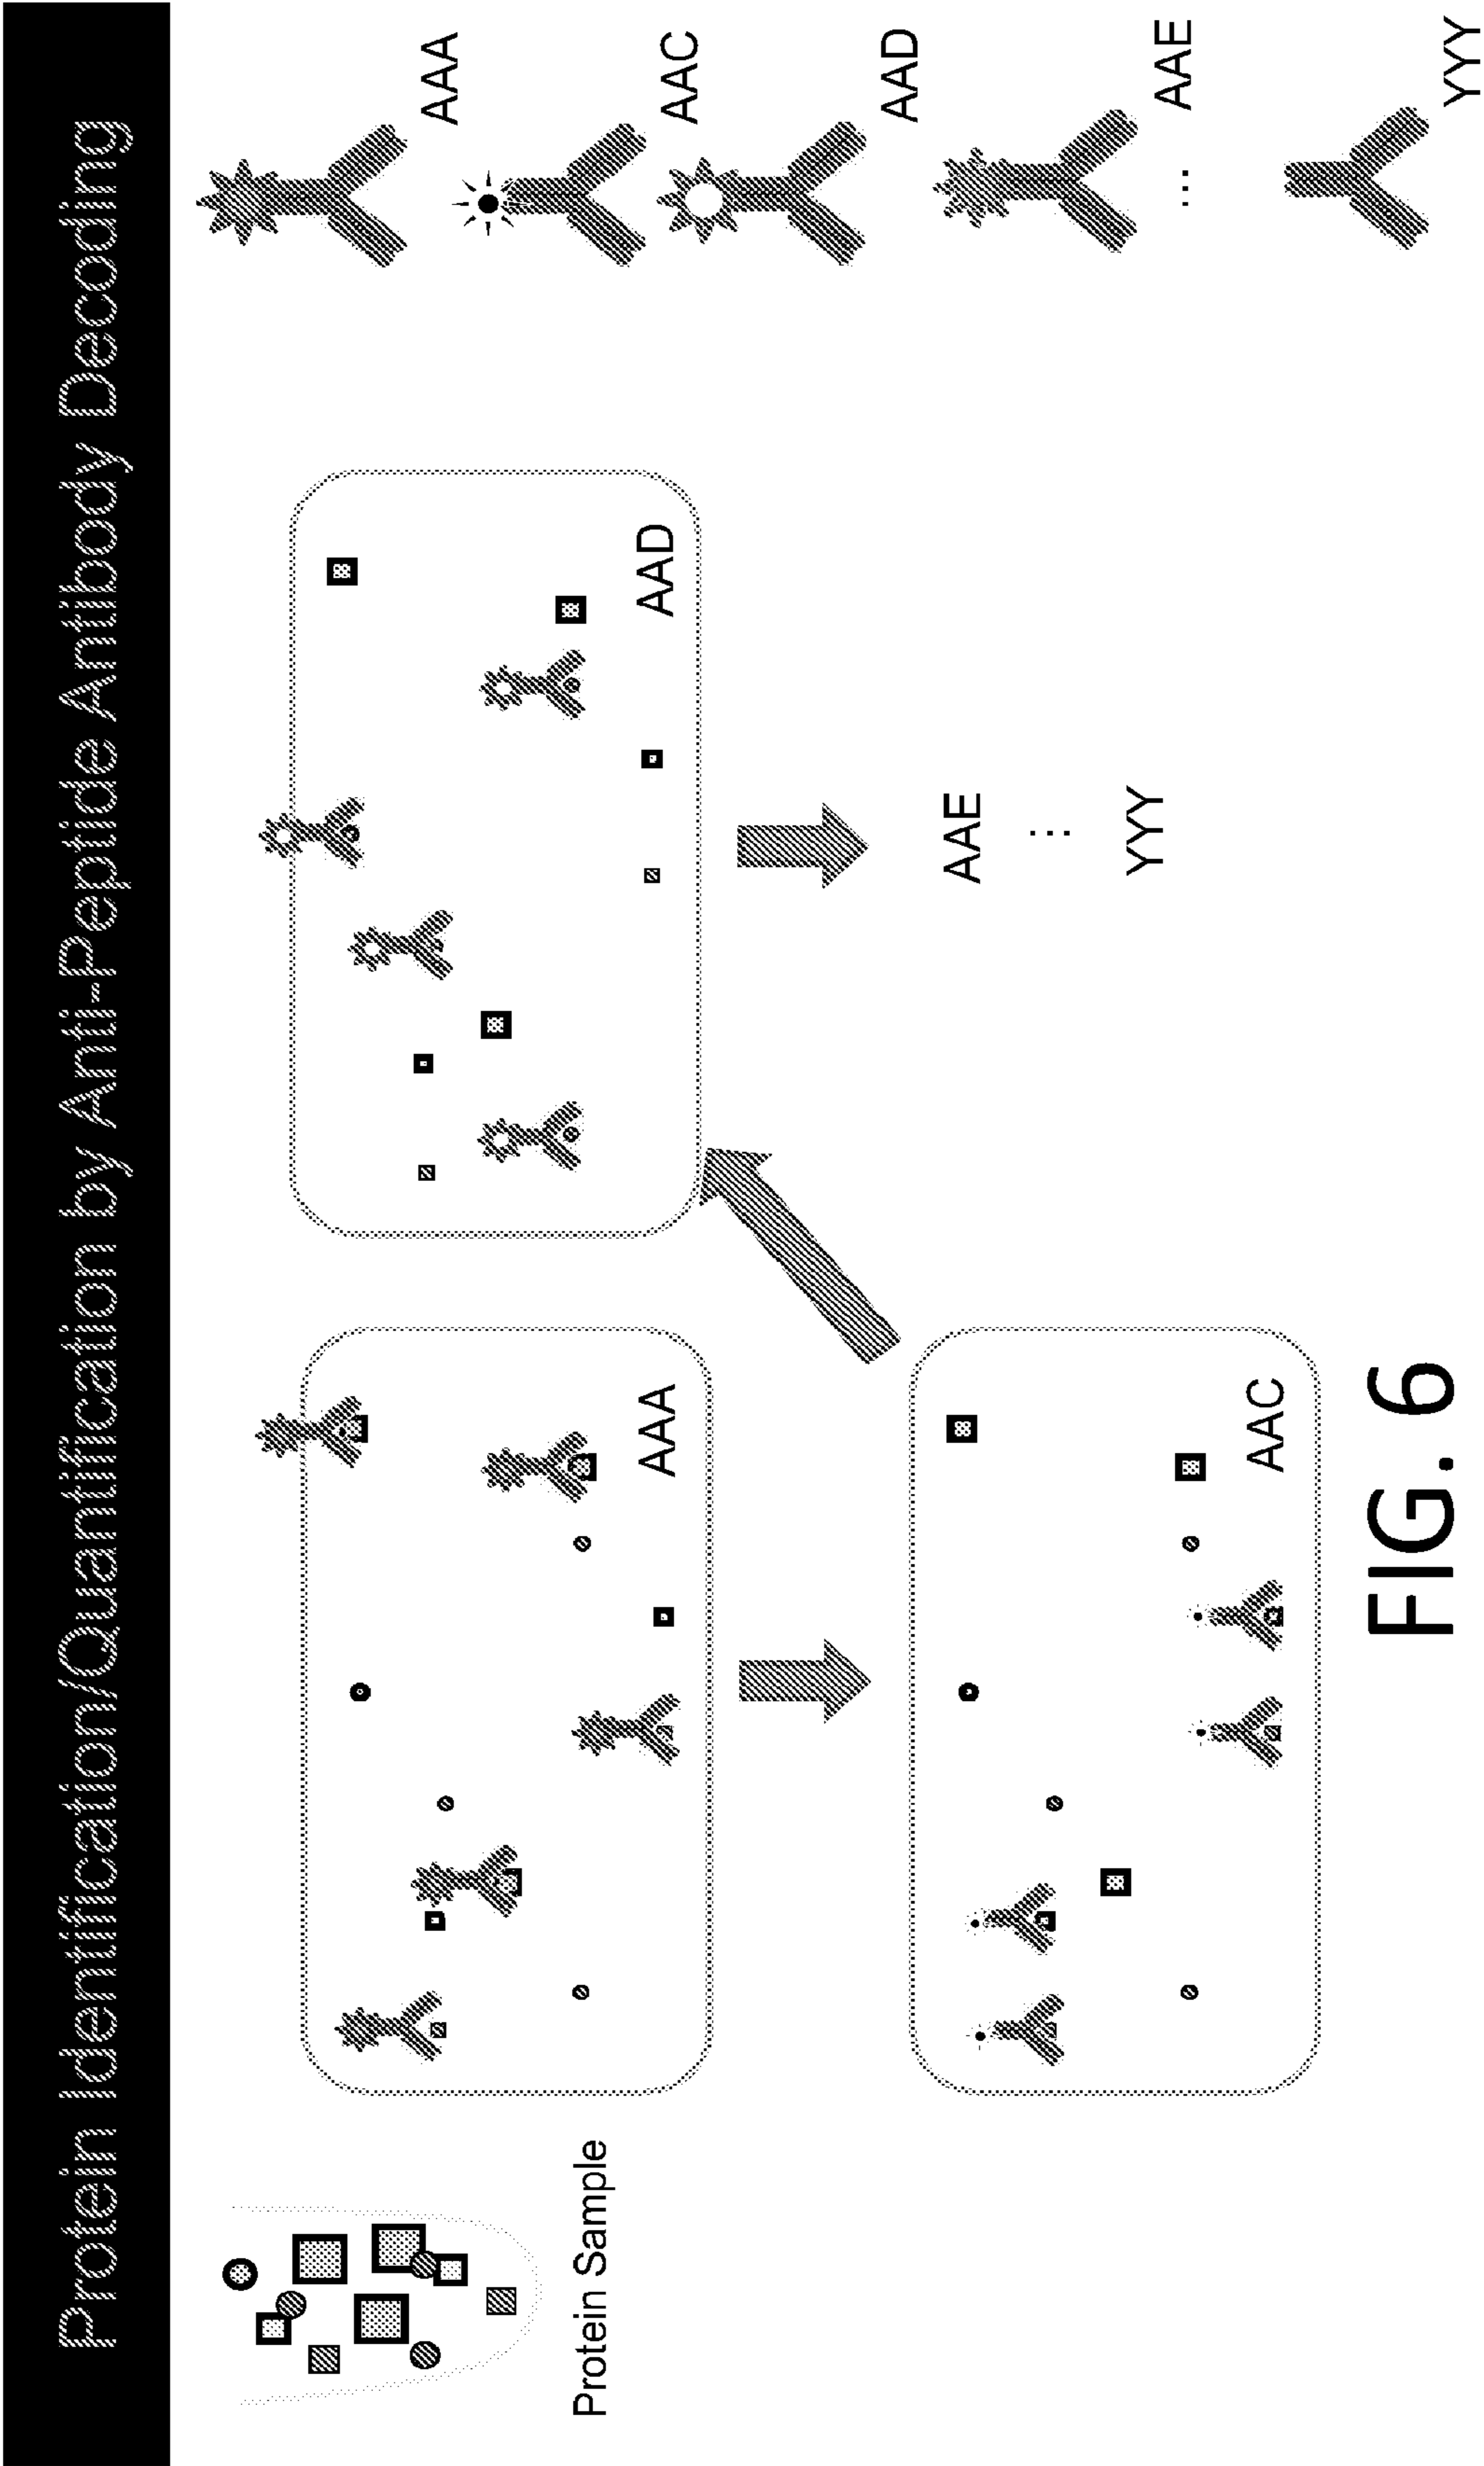 Protein Identification/Quantification by Anti-Peptide Antibody Decoding
Protein Sample
AAA
AAC
AAD
AAE
...
YYY
AAA
AAC
AAD
AAE
...
YYY
FIG. 6